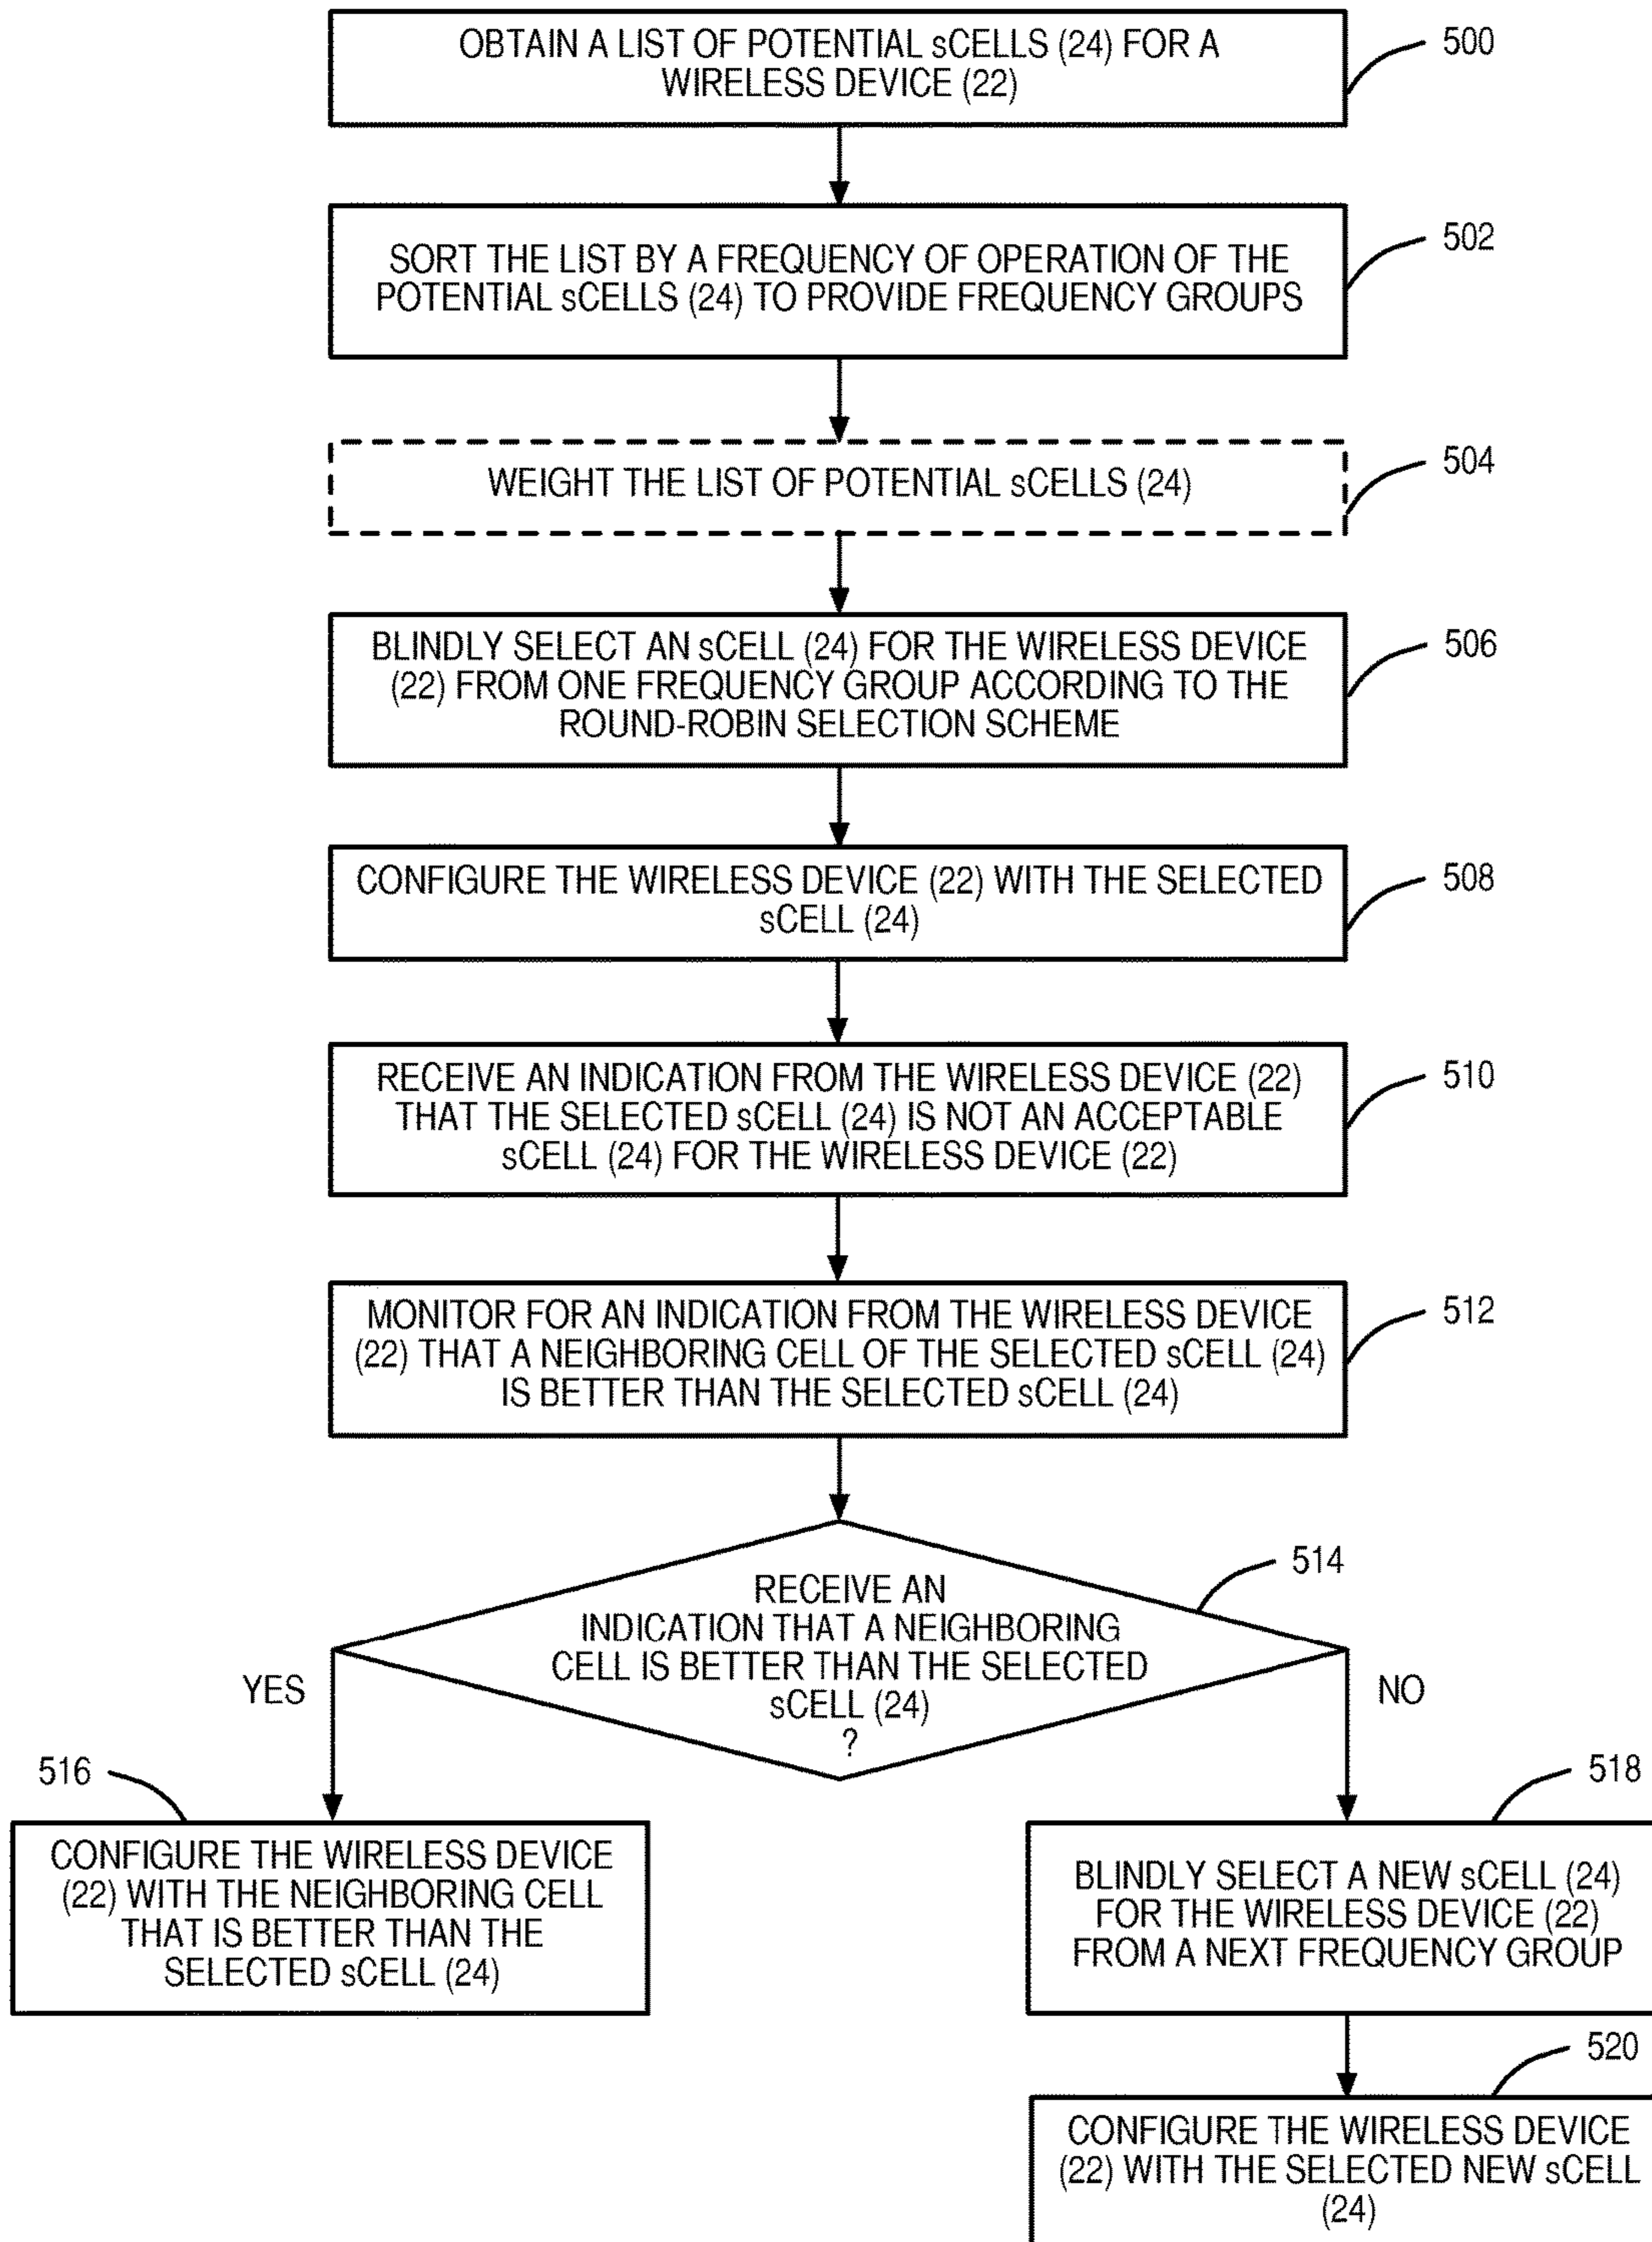 OBTAIN A LIST OF POTENTIAL sCELLS (24) FOR A
WIRELESS DEVICE (22)
500
SORT THE LIST BY A FREQUENCY OF OPERATION OF THE
POTENTIAL sCELLS (24) TO PROVIDE FREQUENCY GROUPS
502
WEIGHT THE LIST OF POTENTIAL sCELLS (24)
504
BLINDLY SELECT AN sCELL (24) FOR THE WIRELESS DEVICE
(22) FROM ONE FREQUENCY GROUP ACCORDING TO THE
ROUND-ROBIN SELECTION SCHEME
506
CONFIGURE THE WIRELESS DEVICE (22) WITH THE SELECTED
sCELL (24)
508
RECEIVE AN INDICATION FROM THE WIRELESS DEVICE (22)
THAT THE SELECTED sCELL (24) IS NOT AN ACCEPTABLE
sCELL (24) FOR THE WIRELESS DEVICE (22)
510
MONITOR FOR AN INDICATION FROM THE WIRELESS DEVICE
(22) THAT A NEIGHBORING CELL OF THE SELECTED sCELL (24)
IS BETTER THAN THE SELECTED sCELL (24)
512
RECEIVE AN
INDICATION THAT A NEIGHBORING
CELL IS BETTER THAN THE SELECTED
sCELL (24)
?
514
YES
NO
516
CONFIGURE THE WIRELESS DEVICE
(22) WITH THE NEIGHBORING CELL
THAT IS BETTER THAN THE
SELECTED sCELL (24)
518
BLINDLY SELECT A NEW sCELL (24)
FOR THE WIRELESS DEVICE (22)
FROM A NEXT FREQUENCY GROUP
520
CONFIGURE THE WIRELESS DEVICE
(22) WITH THE SELECTED NEW sCELL
(24)